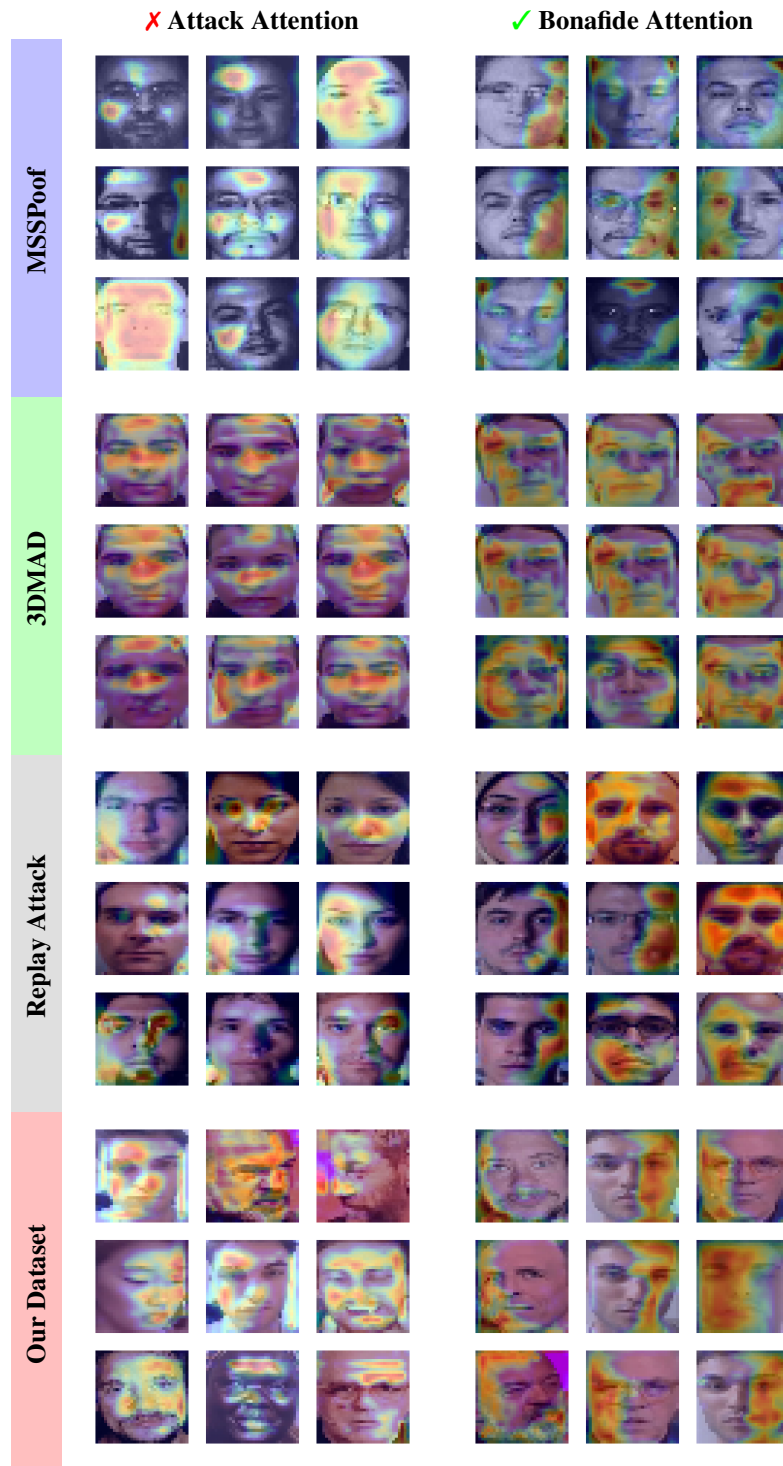 ✗ Attack Attention
✓ Bonafide Attention
MSSPoof
3DMAD
Replay Attack
Our Dataset